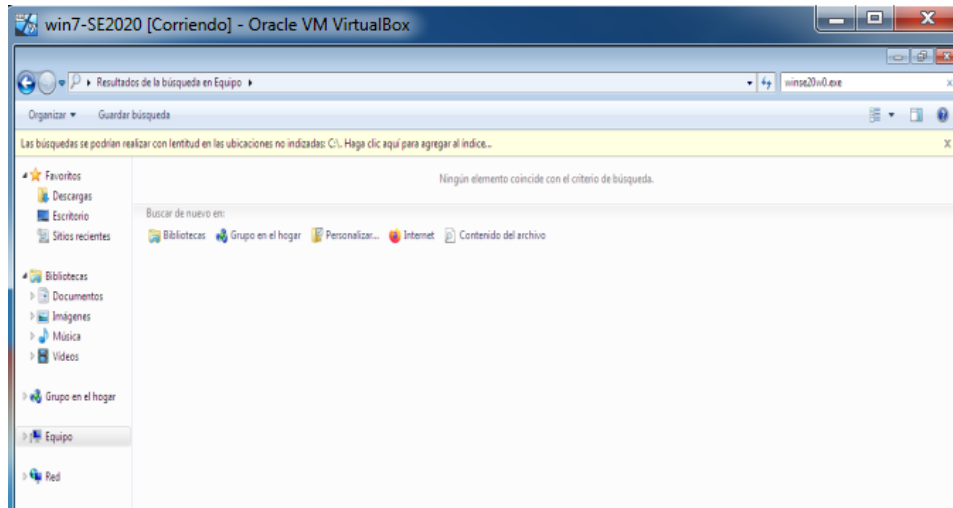 win7-SE2020 [Corriendo] - Oracle VM VirtualBox
Resultados de la búsqueda en Equipo
winse20w0.exe
Organizar
Guardar búsqueda
Las búsquedas se podrían realizar con lentitud en las ubicaciones no indizadas: C:\. Haga clic aquí para agregar al índice...
Favoritos
Descargas
Escritorio
Sitios recientes
Bibliotecas
Documentos
Imágenes
Música
Vídeos
Grupo en el hogar
Equipo
Red
Ningún elemento coincide con el criterio de búsqueda.
Buscar de nuevo en:
Bibliotecas Grupo en el hogar Personalizar... Internet Contenido del archivo